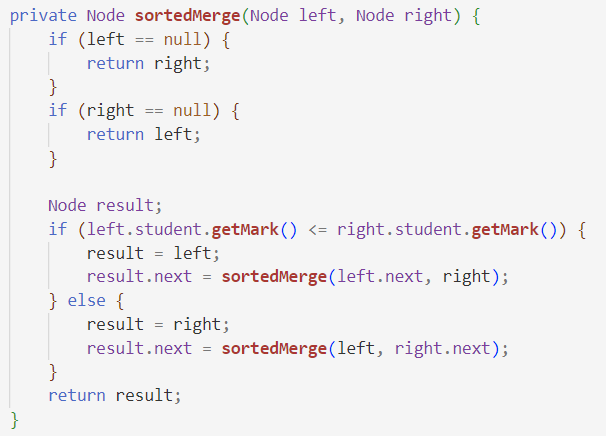 private Node sortedMerge(Node left, Node right) {
    if (left == null) {
        return right;
    }
    if (right == null) {
        return left;
    }

    Node result;
    if (left.student.getMark() <= right.student.getMark()) {
        result = left;
        result.next = sortedMerge(left.next, right);
    } else {
        result = right;
        result.next = sortedMerge(left, right.next);
    }
    return result;
}